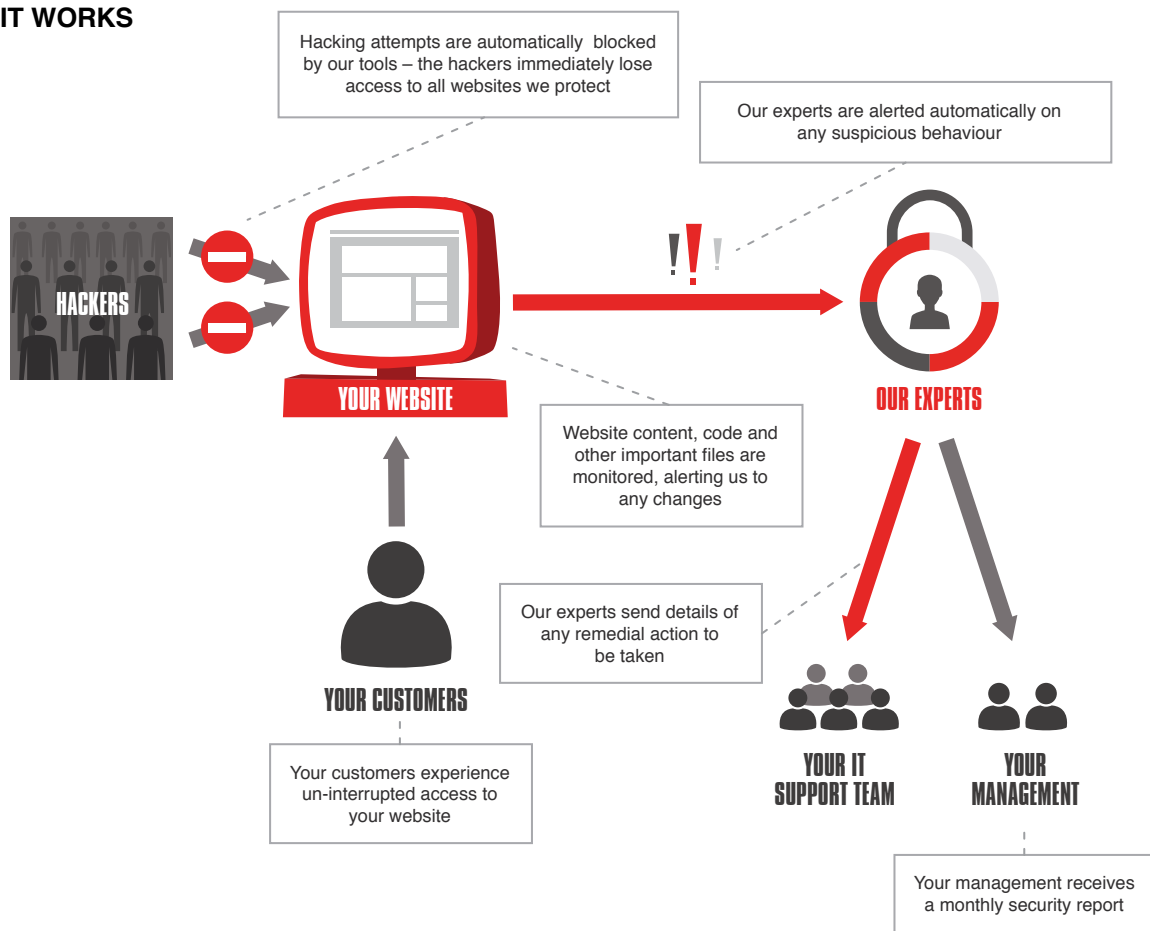 IT WORKS
Hacking attempts are automatically blocked
by our tools – the hackers immediately lose
access to all websites we protect
Our experts are alerted automatically on
any suspicious behaviour
HACKERS
YOUR WEBSITE
OUR EXPERTS
Website content, code and
other important files are
monitored, alerting us to
any changes
Our experts send details of
any remedial action to
be taken
YOUR CUSTOMERS
Your customers experience
un-interrupted access to
your website
YOUR IT
SUPPORT TEAM
YOUR
MANAGEMENT
Your management receives
a monthly security report